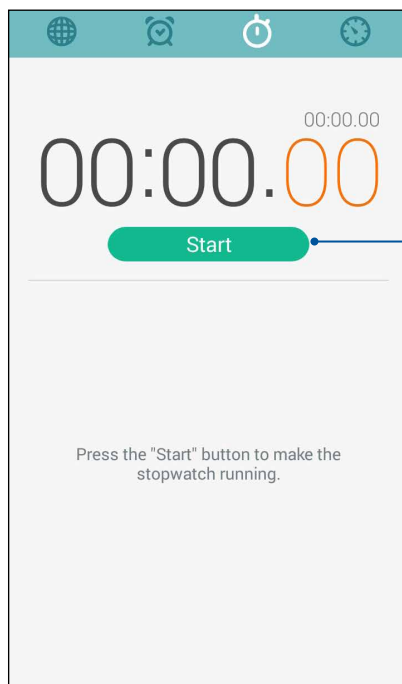 00:00.00
00:00.00
Start
Press the "Start" button to make the
stopwatch running.